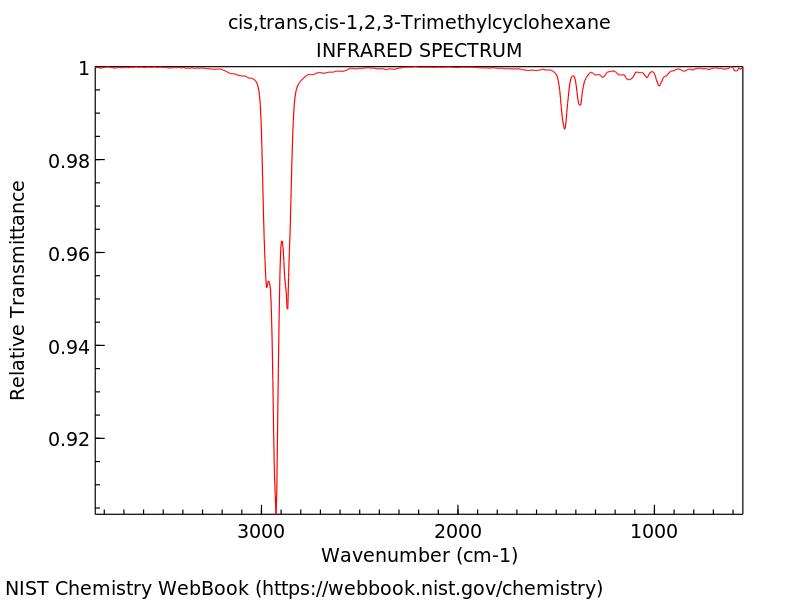 cis,trans,cis-1,2,3-Trimethylcyclohexane
INFRARED SPECTRUM
1
0.98
0.96
0.94
0.92
Relative Transmittance
3000 2000 1000
Wavenumber (cm-1)
NIST Chemistry WebBook (https://webbook.nist.gov/chemistry)